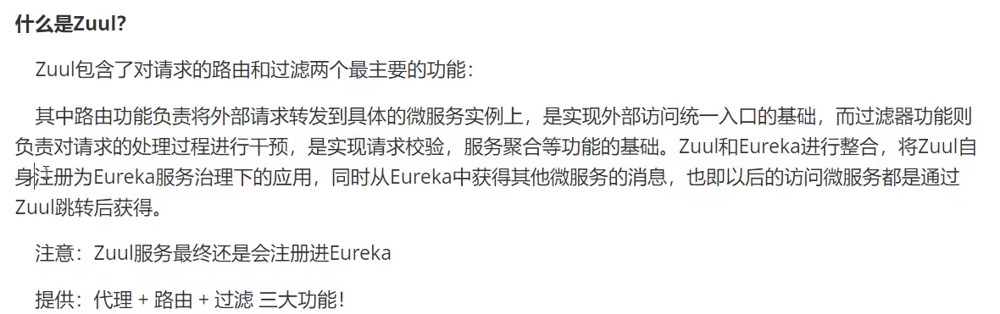 什么是Zuul?
Zuul包含了对请求的路由和过滤两个最主要的功能：
其中路由功能负责将外部请求转发到具体的微服务实例上，是实现外部访问统一入口的基础，而过滤器功能则
负责对请求的处理过程进行干预，是实现请求校验，服务聚合等功能的基础。Zuul和Eureka进行整合，将Zuul自
身注册为Eureka服务治理下的应用，同时从Eureka中获得其他微服务的消息，也即以后的访问微服务都是通过
Zuul跳转后获得。
注意：Zuul服务最终还是会注册进Eureka
提供：代理 + 路由 + 过滤 三大功能！